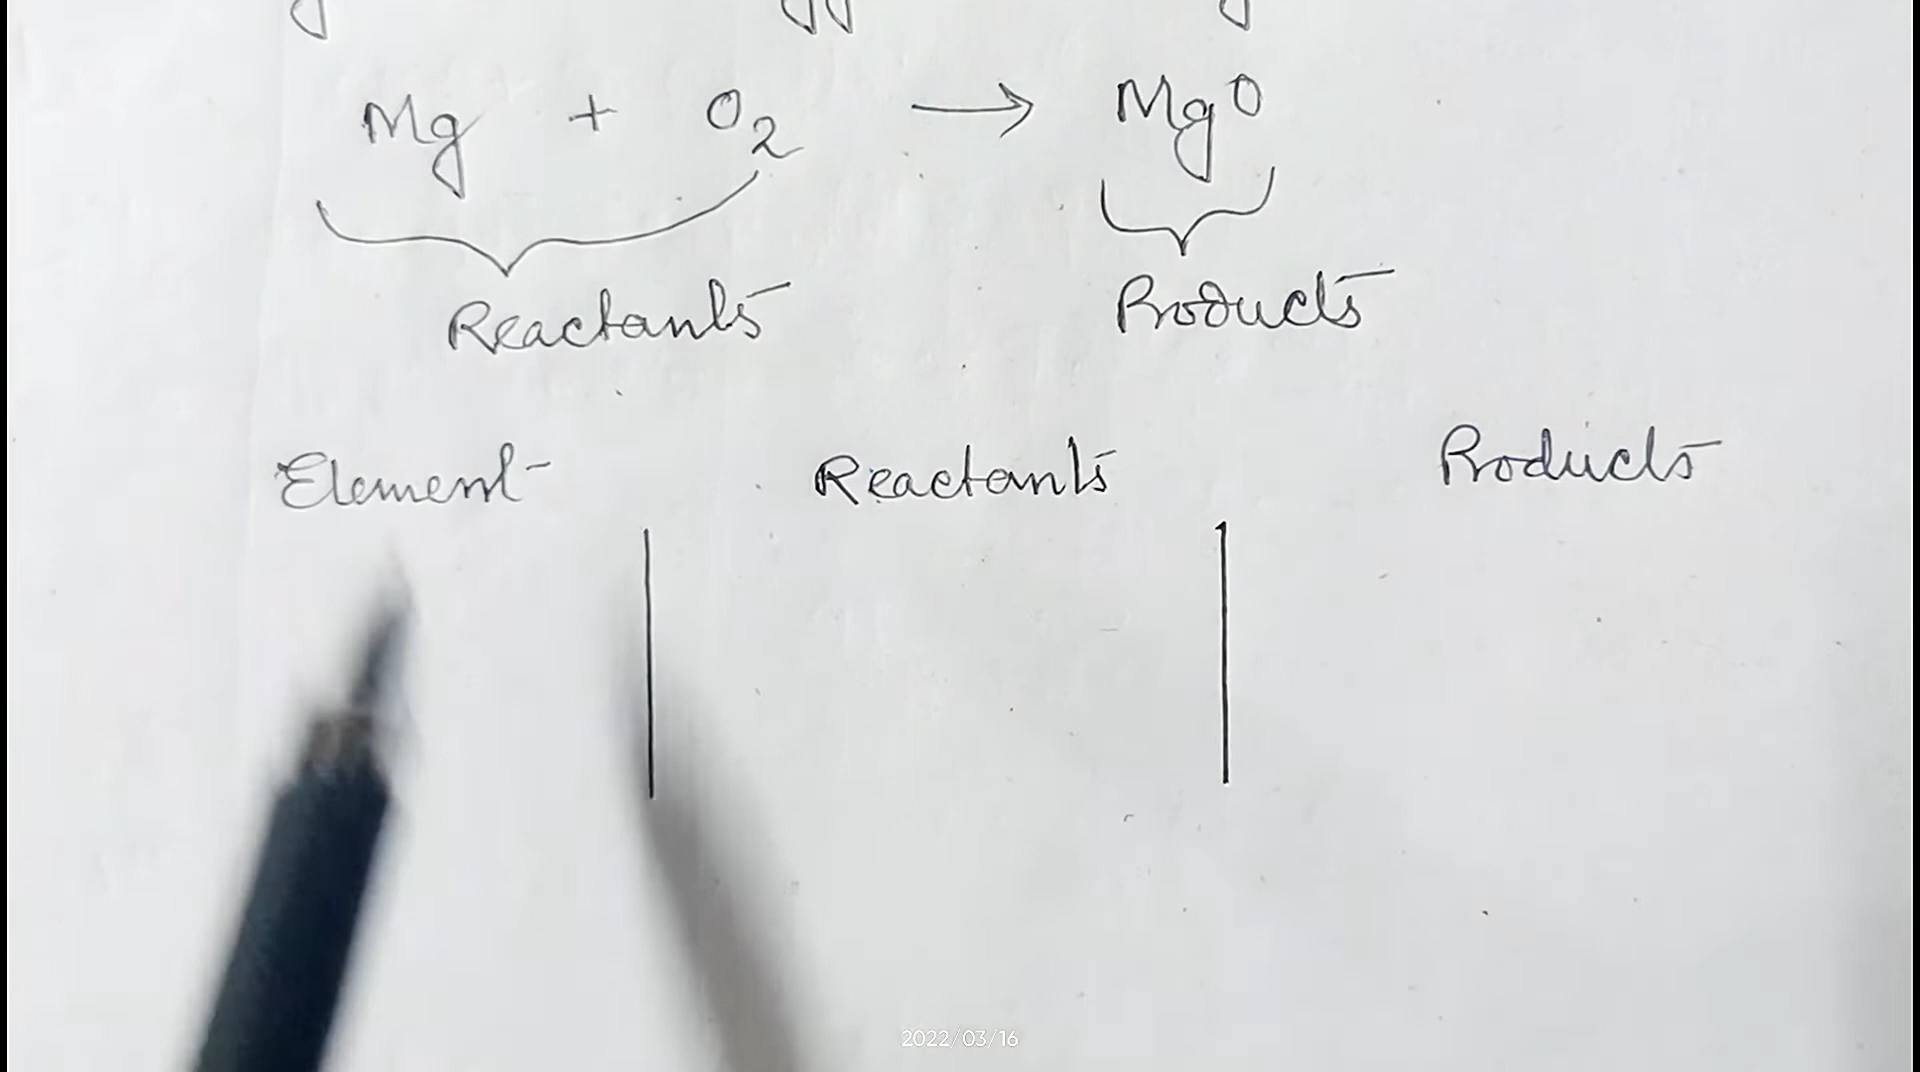 Mg + O2 → MgO
Reactants Products
Element Reactants Products
2022/03/16